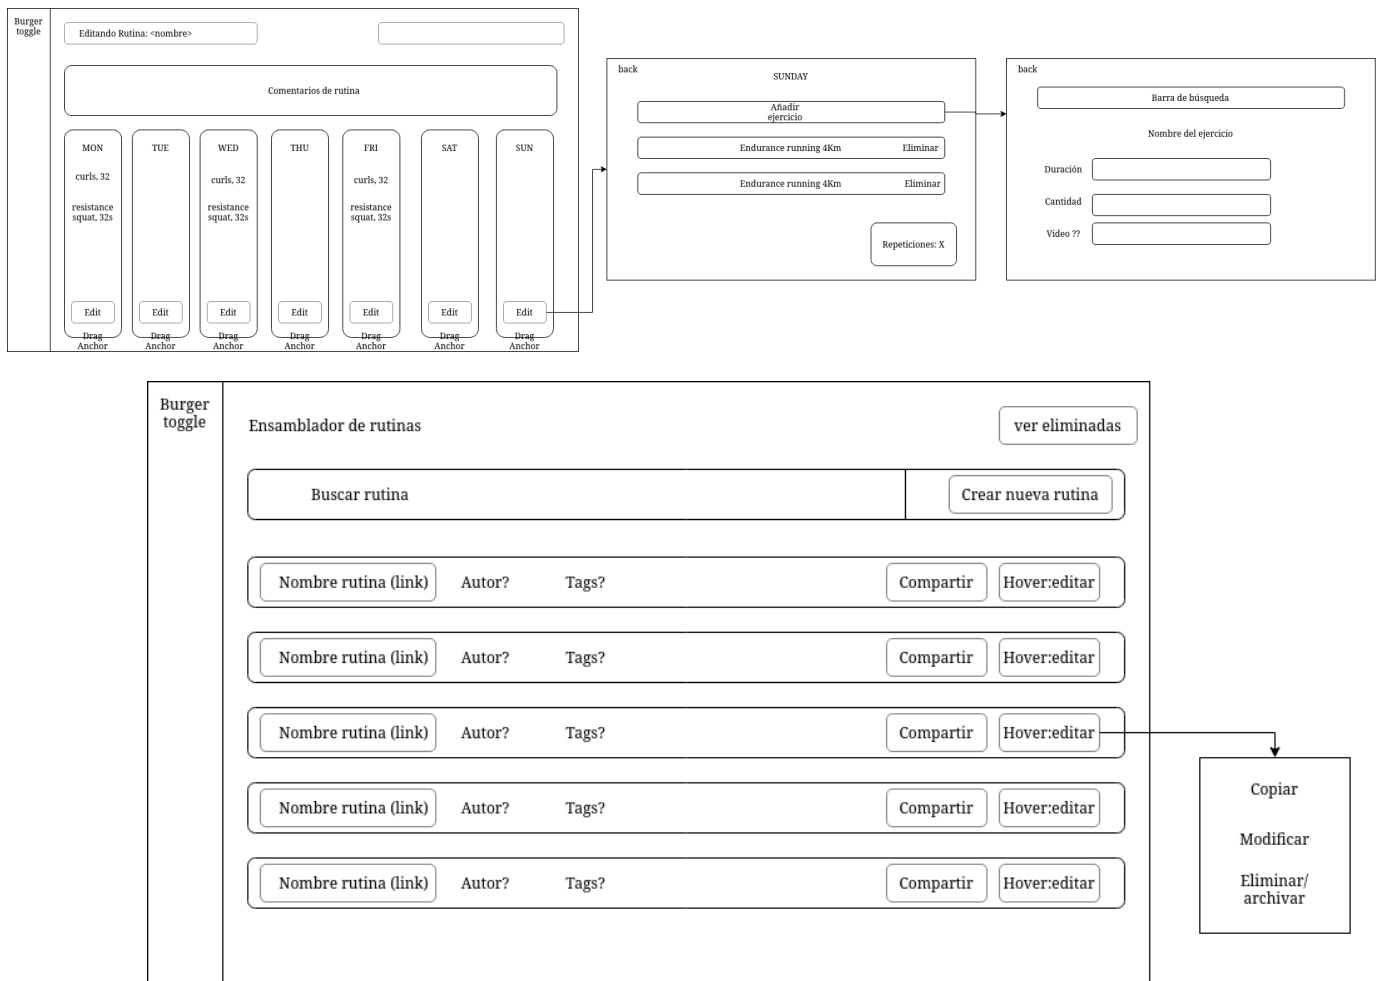 Burger
toggle
Editando Rutina: <nombre>
Comentarios de rutina
MON
TUE
WED
THU
FRI
SAT
SUN
curls, 32
curls, 32
curls, 32
resistance
squat, 32s
resistance
squat, 32s
resistance
squat, 32s
Edit
Edit
Edit
Edit
Edit
Edit
Edit
Drag
Anchor
Drag
Anchor
Drag
Anchor
Drag
Anchor
Drag
Anchor
Drag
Anchor
Drag
Anchor
back
SUNDAY
Añadir
ejercicio
Endurance running 4Km Eliminar
Endurance running 4Km Eliminar
Repeticiones: X
back
Barra de búsqueda
Nombre del ejercicio
Duración
Cantidad
Video ??
Burger
toggle
Ensamblador de rutinas
ver eliminadas
Buscar rutina
Crear nueva rutina
Nombre rutina (link) Autor? Tags? Compartir Hover:editar
Nombre rutina (link) Autor? Tags? Compartir Hover:editar
Nombre rutina (link) Autor? Tags? Compartir Hover:editar
Nombre rutina (link) Autor? Tags? Compartir Hover:editar
Nombre rutina (link) Autor? Tags? Compartir Hover:editar
Copiar
Modificar
Eliminar/
archivar